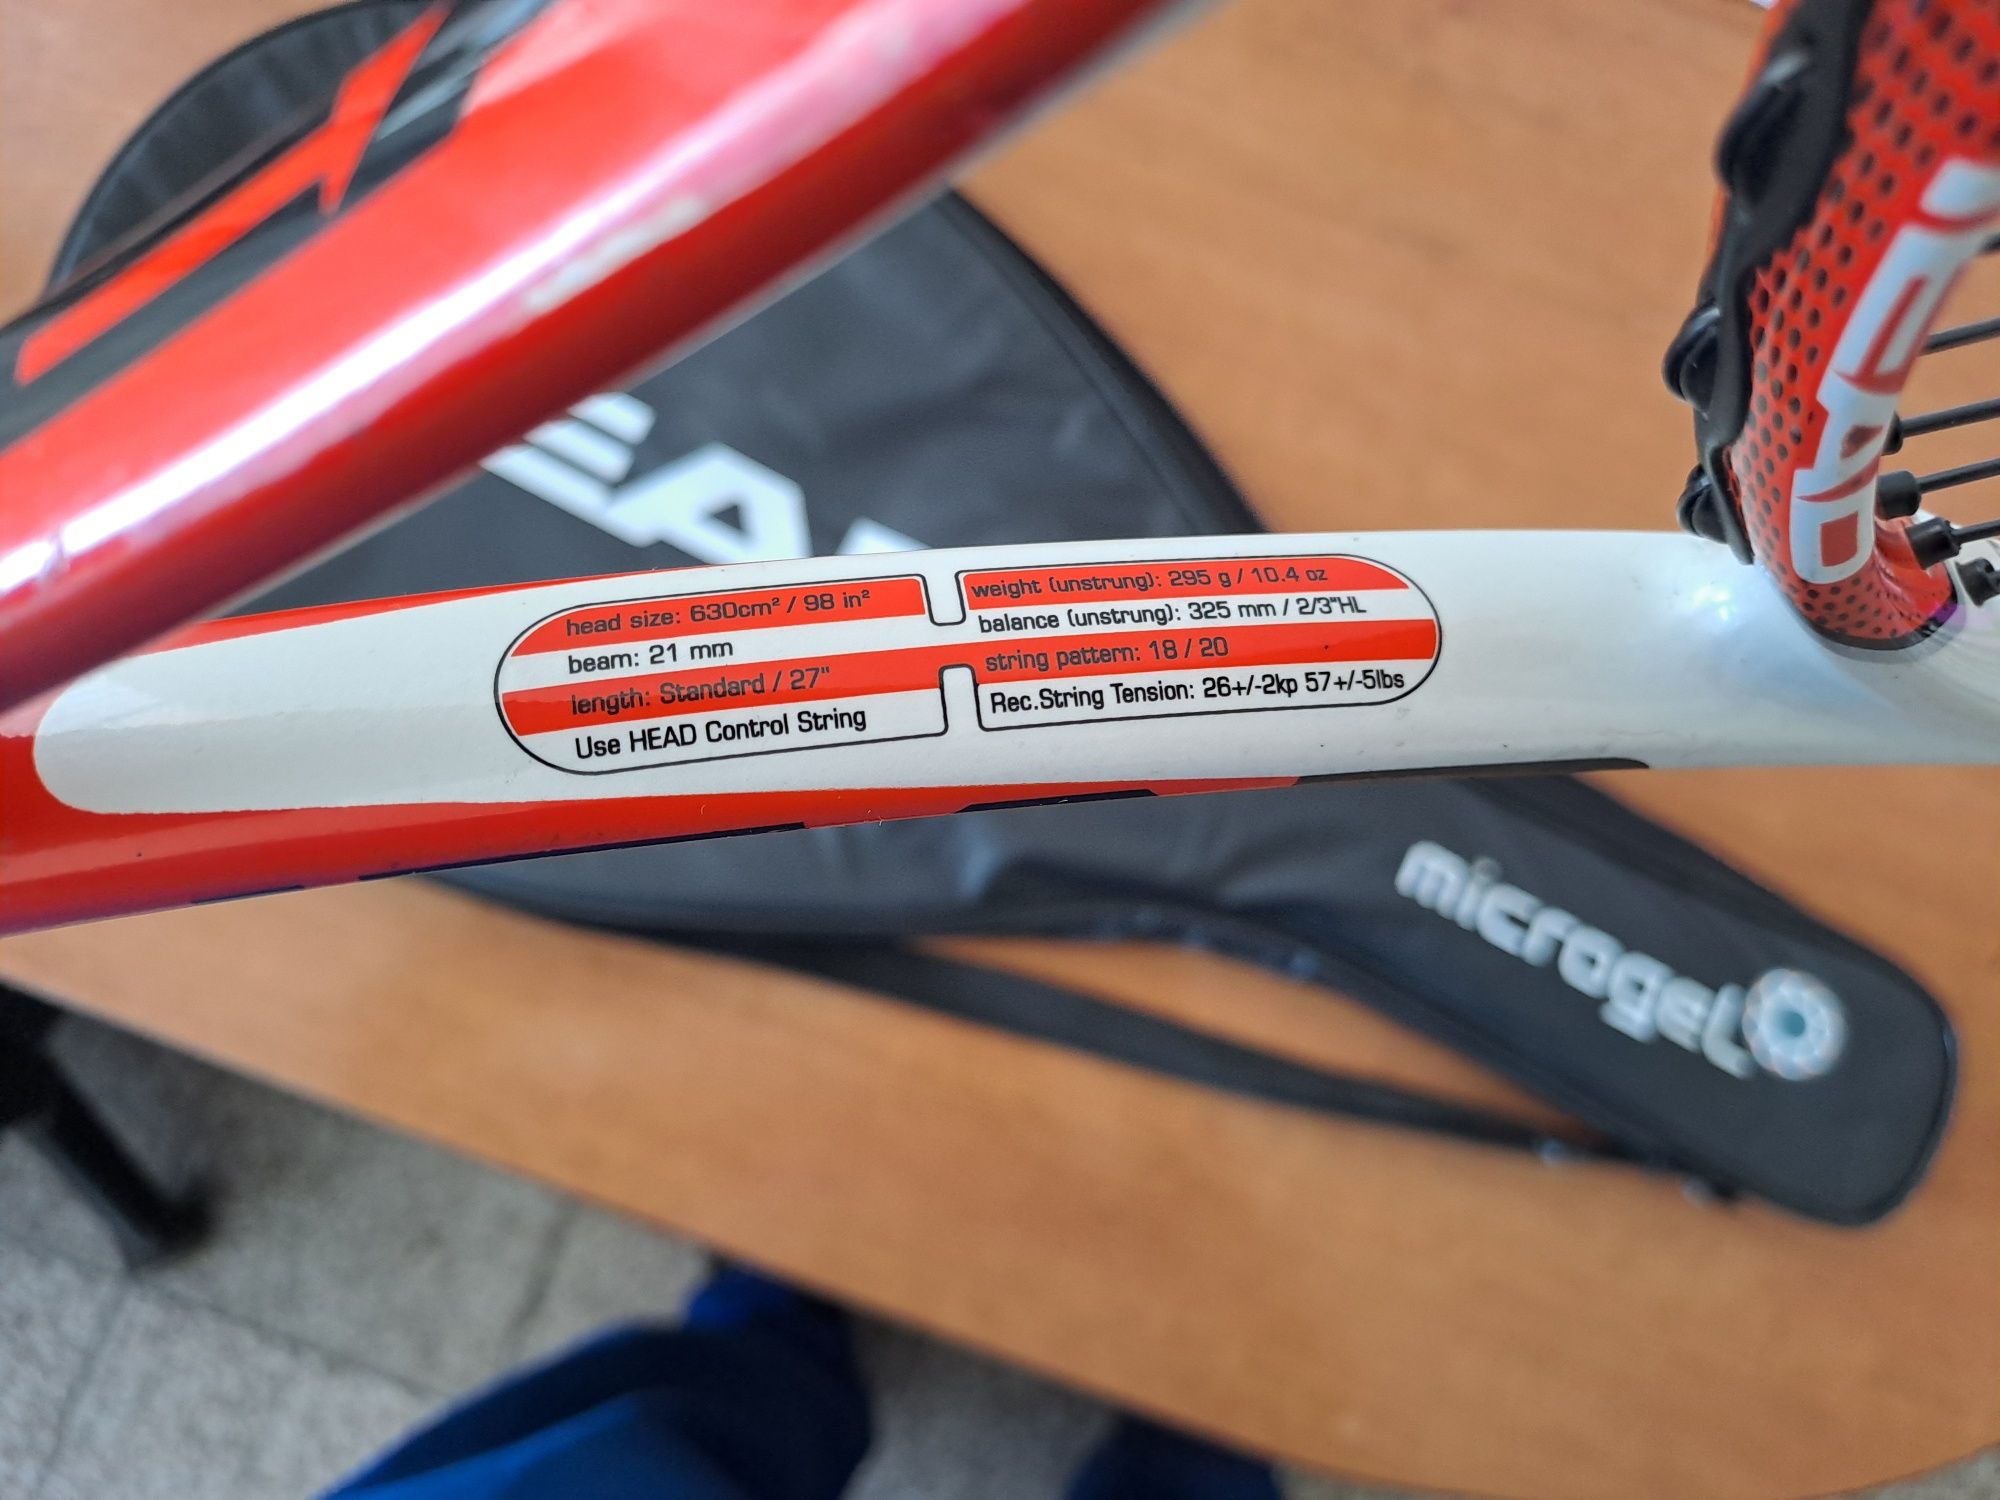 head size: 630cm² / 98 in²
beam: 21 mm
length: Standard / 27"
Use HEAD Control String
weight (unstrung): 295 g / 10.4 oz
balance (unstrung): 325 mm / 2/3"HL
string pattern: 18 / 20
Rec.String Tension: 26+/-2kp 57+/-5lbs
microgel